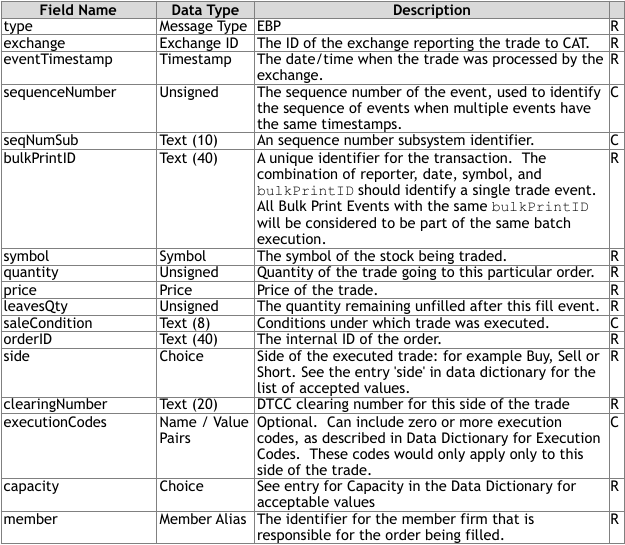 Field Name Data Type Description
type Message Type EBP R
exchange Exchange ID The ID of the exchange reporting the trade to CAT. R
eventTimestamp Timestamp The date/time when the trade was processed by the R
exchange.
sequenceNumber Unsigned The sequence number of the event, used to identify C
the sequence of events when multiple events have
the same timestamps.
seqNumSub Text (10) An sequence number subsystem identifier. C
bulkPrintID Text (40) A unique identifier for the transaction. The R
combination of reporter, date, symbol, and
bulkPrintID should identify a single trade event.
All Bulk Print Events with the same bulkPrintID
will be considered to be part of the same batch
execution.
symbol Symbol The symbol of the stock being traded. R
quantity Unsigned Quantity of the trade going to this particular order. R
price Price Price of the trade. R
leavesQty Unsigned The quantity remaining unfilled after this fill event. R
saleCondition Text (8) Conditions under which trade was executed. C
orderID Text (40) The internal ID of the order. R
side Choice Side of the executed trade: for example Buy, Sell or R
Short. See the entry 'side' in data dictionary for the
list of accepted values.
clearingNumber Text (20) DTCC clearing number for this side of the trade R
executionCodes Name / Value Optional. Can include zero or more execution C
Pairs codes, as described in Data Dictionary for Execution
Codes. These codes would only apply only to this
side of the trade.
capacity Choice See entry for Capacity in the Data Dictionary for R
acceptable values
member Member Alias The identifier for the member firm that is R
responsible for the order being filled.